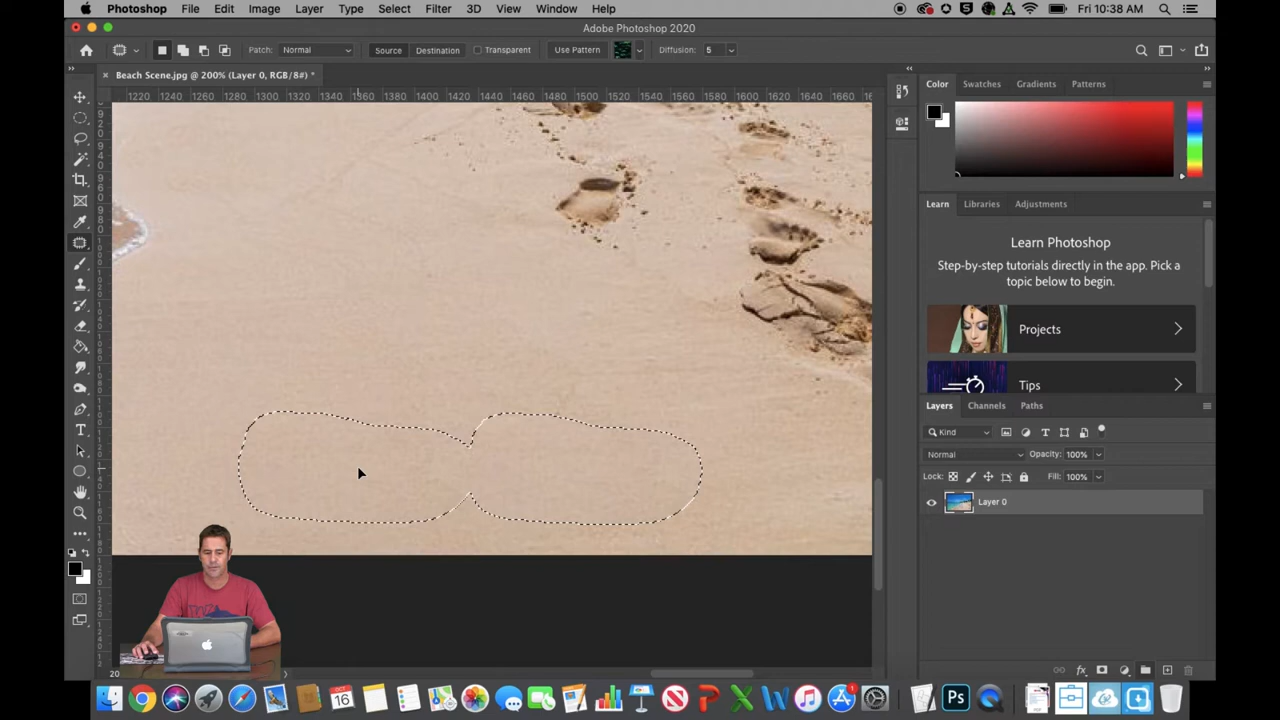 Photoshop File Edit Image Layer Type Select Filter 3D View Window Help Fri 10:38 AM
Adobe Photoshop 2020
Patch: Normal Source Destination Transparent Use Pattern Diffusion: 5
× Beach Scene.jpg @ 200% (Layer 0, RGB/8#) *
1220 1240 1260 1280 1300 1320 1340 1360 1380 1400 1420 1440 1460 1480 1500 1520 1540 1560 1580 1600 1620 1640 1660
Color Swatches Gradients Patterns
Learn Libraries Adjustments
Learn Photoshop
Step-by-step tutorials directly in the app. Pick a
topic below to begin.
Projects
Tips
Layers Channels Paths
Kind
Normal Opacity: 100%
Lock: Fill: 100%
Layer 0
fx
20
OCT
16
Ps